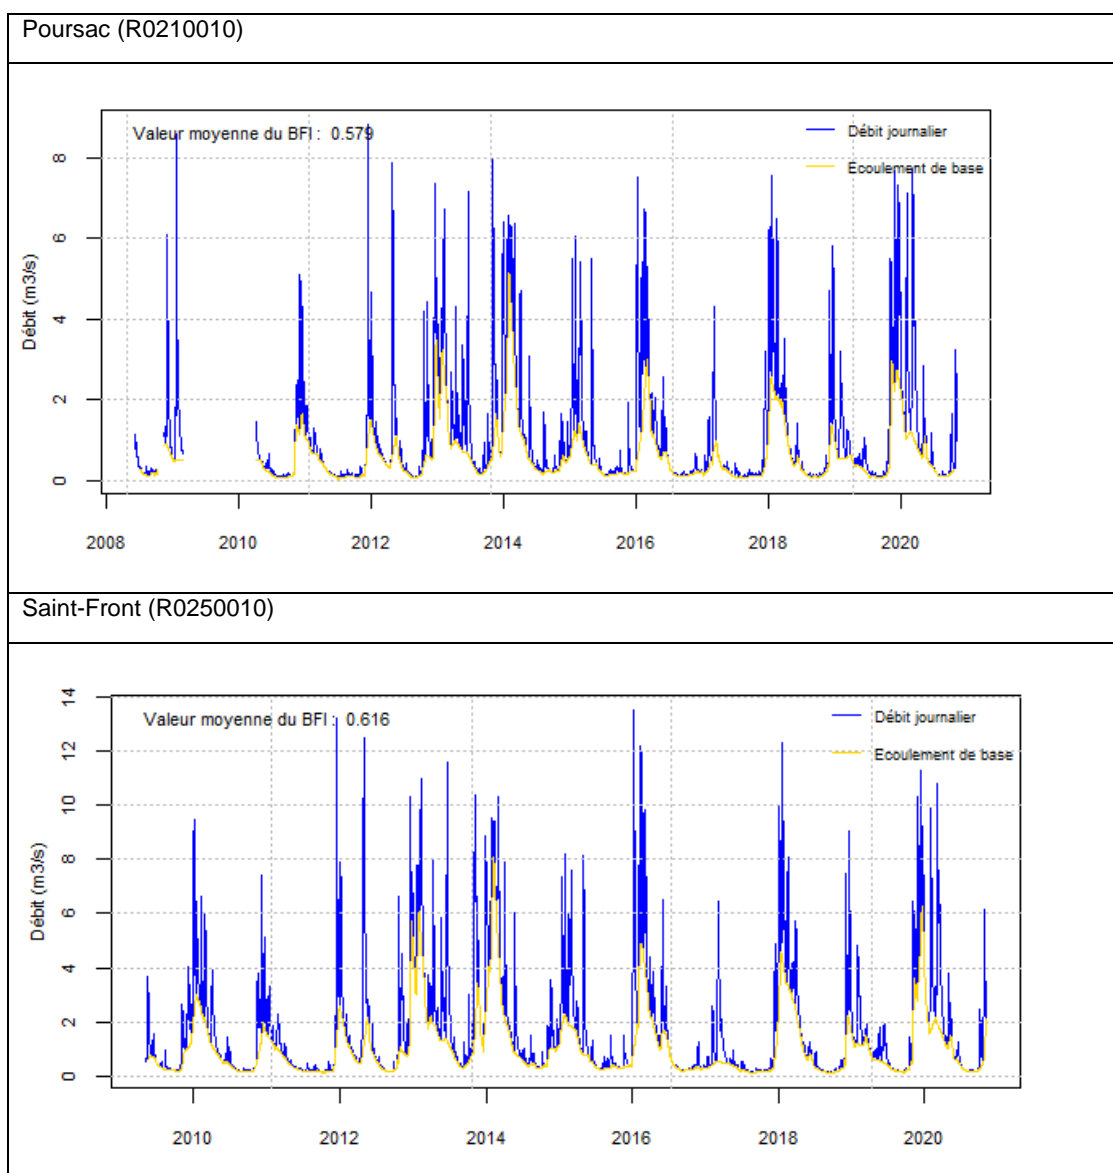 Poursac (R0210010)
Valeur moyenne du BFI : 0.579
Débit journalier
Ecoulement de base
Débit (m3/s)
8
6
4
2
0
2008 2010 2012 2014 2016 2018 2020
Saint-Front (R0250010)
Valeur moyenne du BFI : 0.616
Débit journalier
Ecoulement de base
Débit (m3/s)
14
12
10
8
6
4
2
0
2010 2012 2014 2016 2018 2020